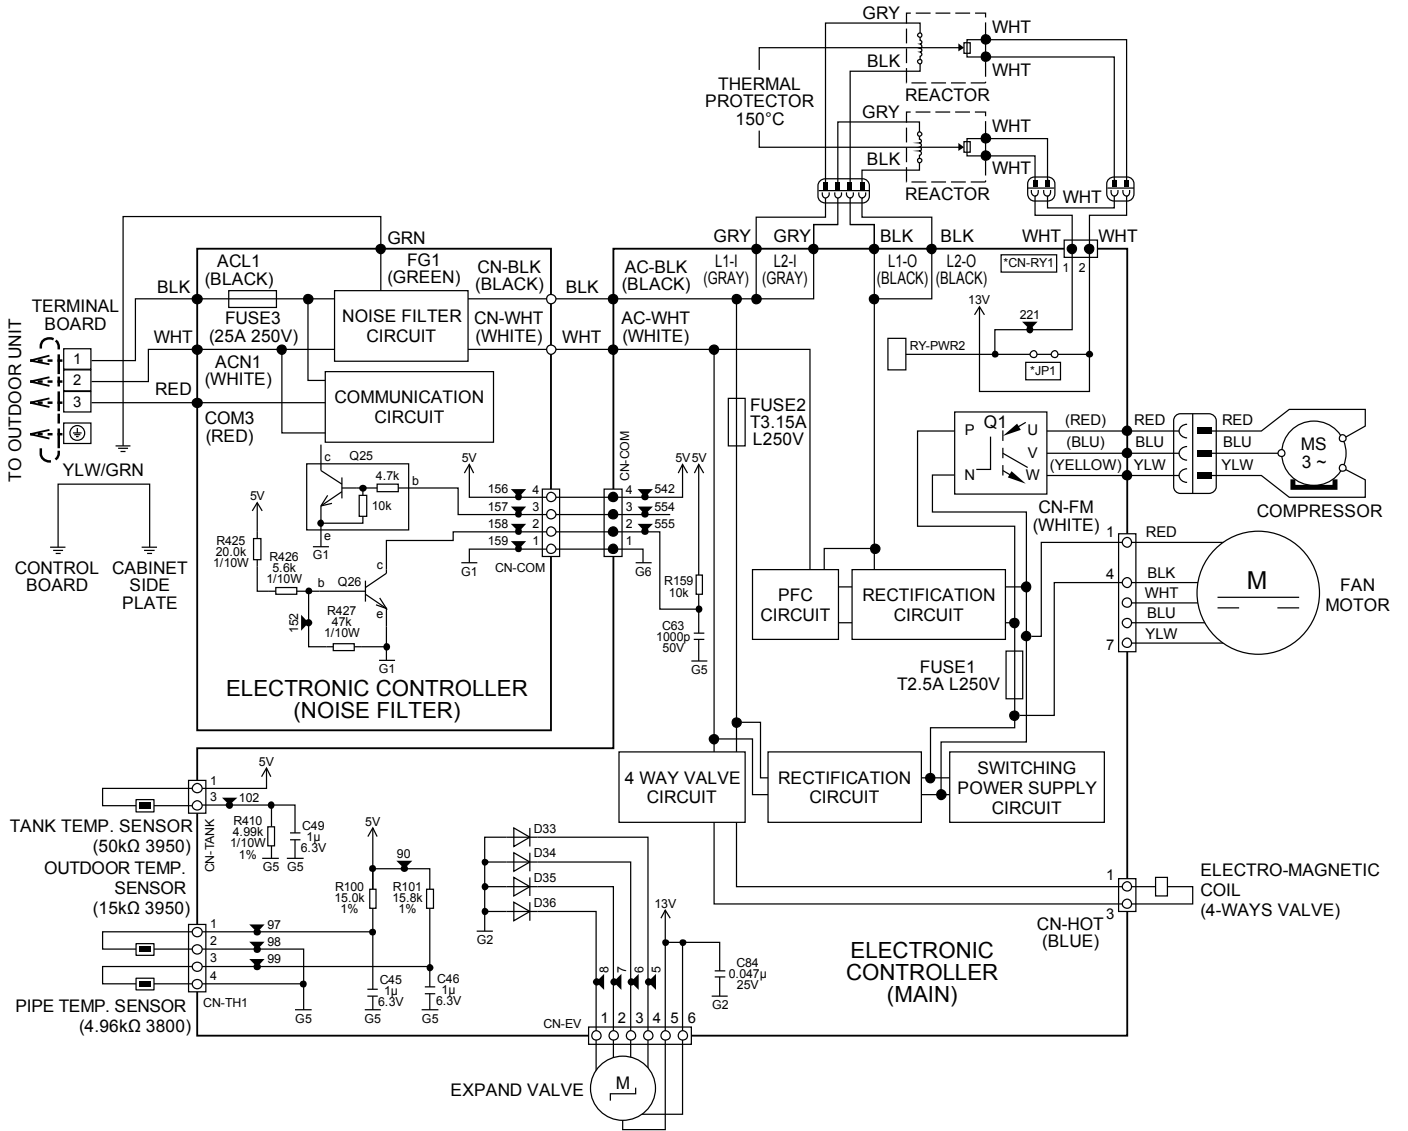 GRY
WHT
BLK
WHT
THERMAL
PROTECTOR
150°C
REACTOR
GRY
WHT
BLK
WHT
REACTOR
WHT
GRN
GRY
GRY
BLK
BLK
WHT
WHT
ACL1
(BLACK)
FG1
(GREEN)
CN-BLK
(BLACK)
AC-BLK
(BLACK)
L1-I
(GRAY)
L2-I
(GRAY)
L1-O
(BLACK)
L2-O
(BLACK)
*CN-RY1
1
2
BLK
BLK
13V
TERMINAL
BOARD
FUSE3
(25A 250V)
NOISE FILTER
CIRCUIT
CN-WHT
(WHITE)
WHT
AC-WHT
(WHITE)
221
RY-PWR2
*JP1
TO OUTDOOR UNIT
WHT
1
2
3
ACN1
(WHITE)
RED
COM3
(RED)
COMMUNICATION
CIRCUIT
FUSE2
T3.15A
L250V
P
Q1
U
V
N
W
(RED)
(BLU)
(YELLOW)
RED
BLU
YLW
RED
BLU
YLW
MS
3 ~
COMPRESSOR
YLW/GRN
c
Q25
4.7k
b
10k
e
G1
5V
156
4
157
3
158
2
159
1
G1
CN-COM
CN-COM
4
542
3
554
2
555
1
G6
5V
5V
CONTROL
BOARD
CABINET
SIDE
PLATE
5V
R425
20.0k
1/10W
R426
5.6k
1/10W
b
Q26
c
e
152
R427
47k
1/10W
G1
R159
10k
C63
1000p
50V
G5
PFC
CIRCUIT
RECTIFICATION
CIRCUIT
CN-FM
(WHITE)
1
RED
4
BLK
WHT
BLU
7
YLW
M
FAN
MOTOR
FUSE1
T2.5A L250V
ELECTRONIC CONTROLLER
(NOISE FILTER)
4 WAY VALVE
CIRCUIT
RECTIFICATION
CIRCUIT
SWITCHING
POWER SUPPLY
CIRCUIT
1
3
102
5V
CN-TANK
R410
4.99k
1/10W
1%
G5
C49
1µ
6.3V
G5
TANK TEMP. SENSOR
(50kΩ 3950)
OUTDOOR TEMP.
SENSOR
(15kΩ 3950)
5V
90
R100
15.0k
1%
R101
15.8k
1%
D33
D34
D35
D36
G2
13V
1
97
2
98
3
99
4
CN-TH1
G5
C45
1µ
6.3V
G5
C46
1µ
6.3V
G5
PIPE TEMP. SENSOR
(4.96kΩ 3800)
8
7
6
5
C84
0.047µ
25V
G2
CN-EV
1
2
3
4
5
6
M
EXPAND VALVE
ELECTRONIC
CONTROLLER
(MAIN)
1
3
CN-HOT
(BLUE)
ELECTRO-MAGNETIC
COIL
(4-WAYS VALVE)